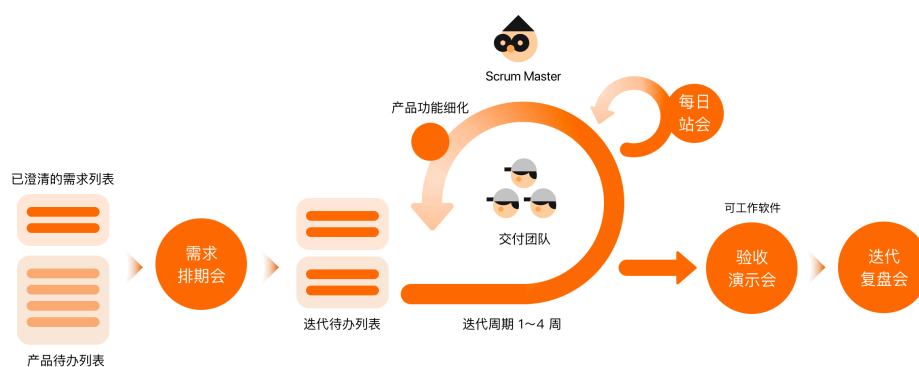 Scrum Master
产品功能细化
每日
站会
已澄清的需求列表
需求
排期会
交付团队
可工作软件
验收
演示会
迭代
复盘会
迭代待办列表
迭代周期 1～4 周
产品待办列表